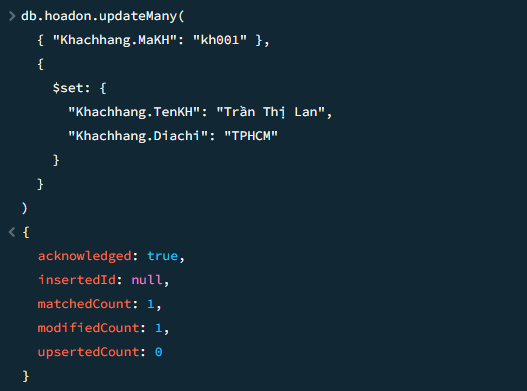 > db.hoadon.updateMany(
{ "Khachhang.MaKH": "kh001" },
{
$set: {
"Khachhang.TenKH": "Trần Thị Lan",
"Khachhang.Diachi": "TPHCM"
}
}
)
< {
acknowledged: true,
insertedId: null,
matchedCount: 1,
modifiedCount: 1,
upsertedCount: 0
}